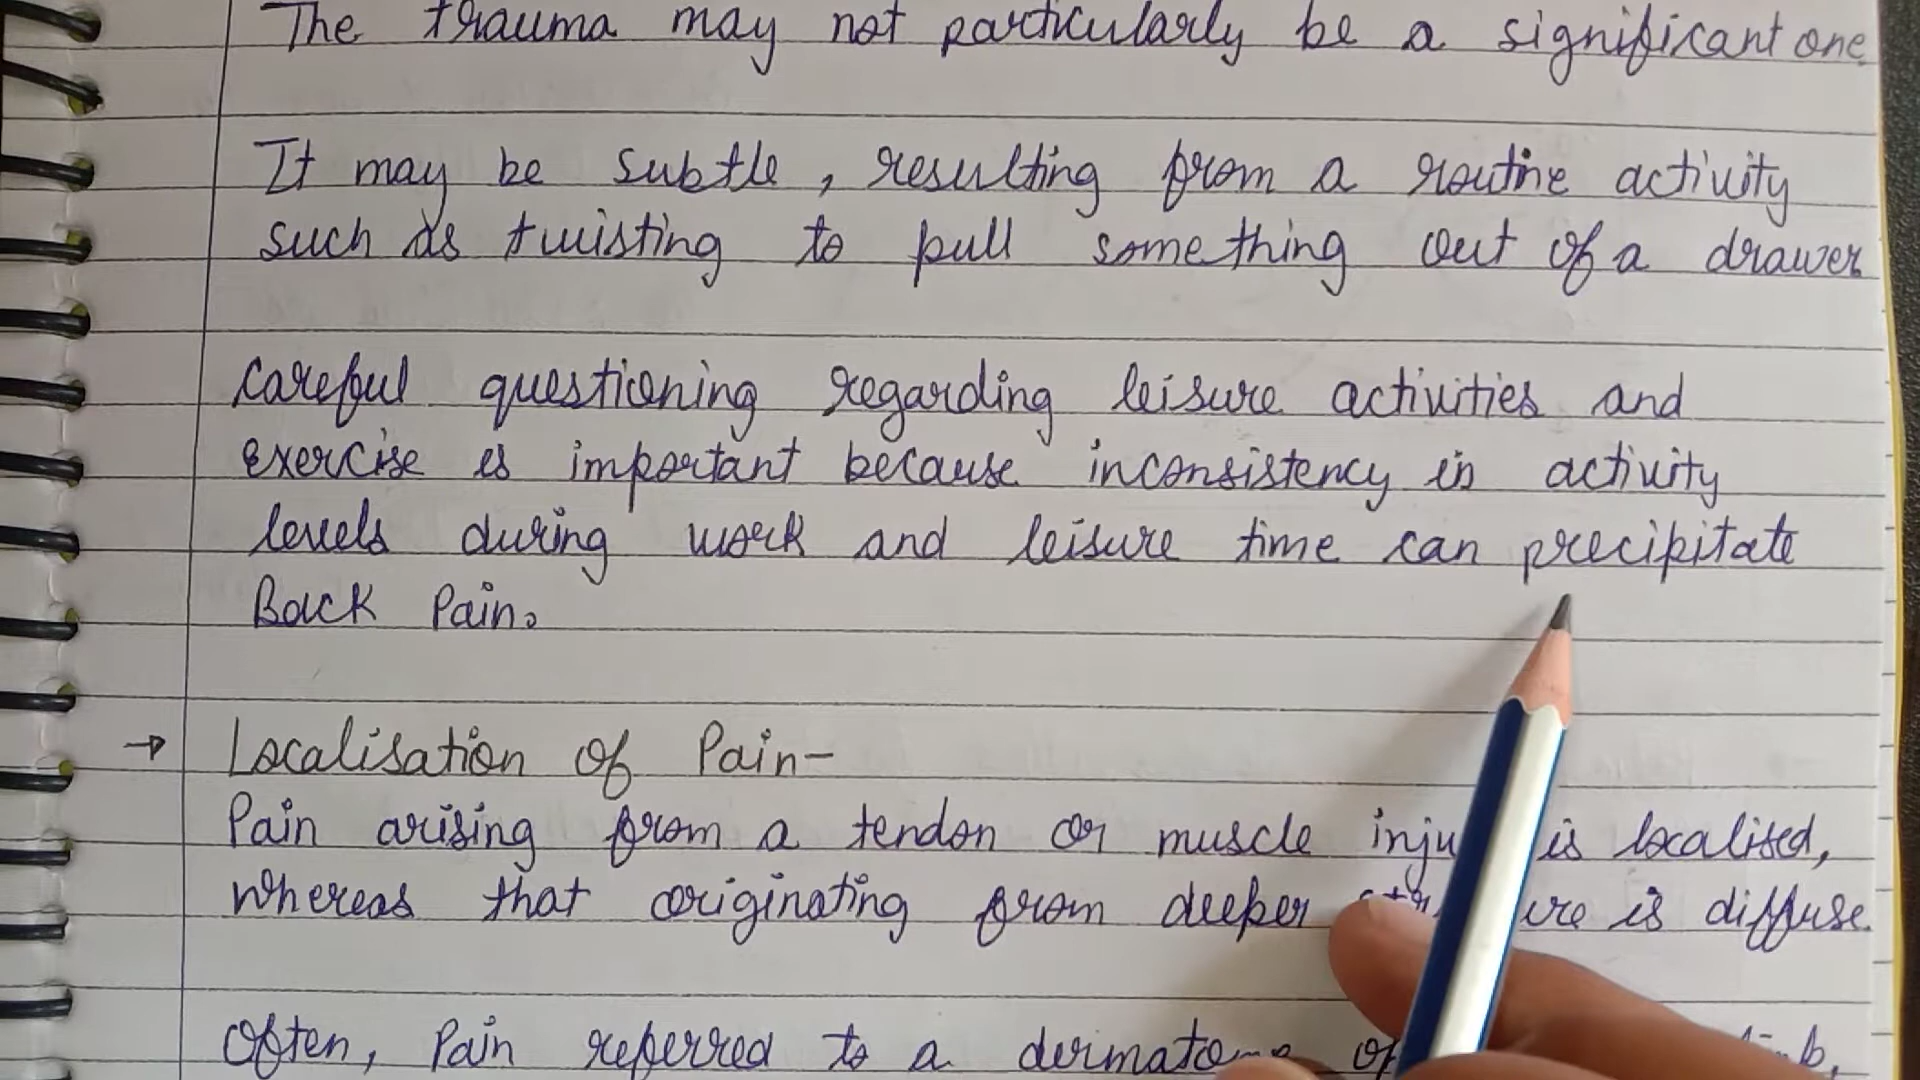 The trauma may not particularly be a significant one
It may be subtle, resulting from a routine activity
such as twisting to pull something out of a drawer
Careful questioning regarding leisure activities and
exercise is important because inconsistency in activity
levels during work and leisure time can precipitate
Back Pain.
→ Localisation of Pain-
Pain arising from a tendon or muscle is localised,
whereas that originating from deeper is diffuse.
Often, Pain referred to a